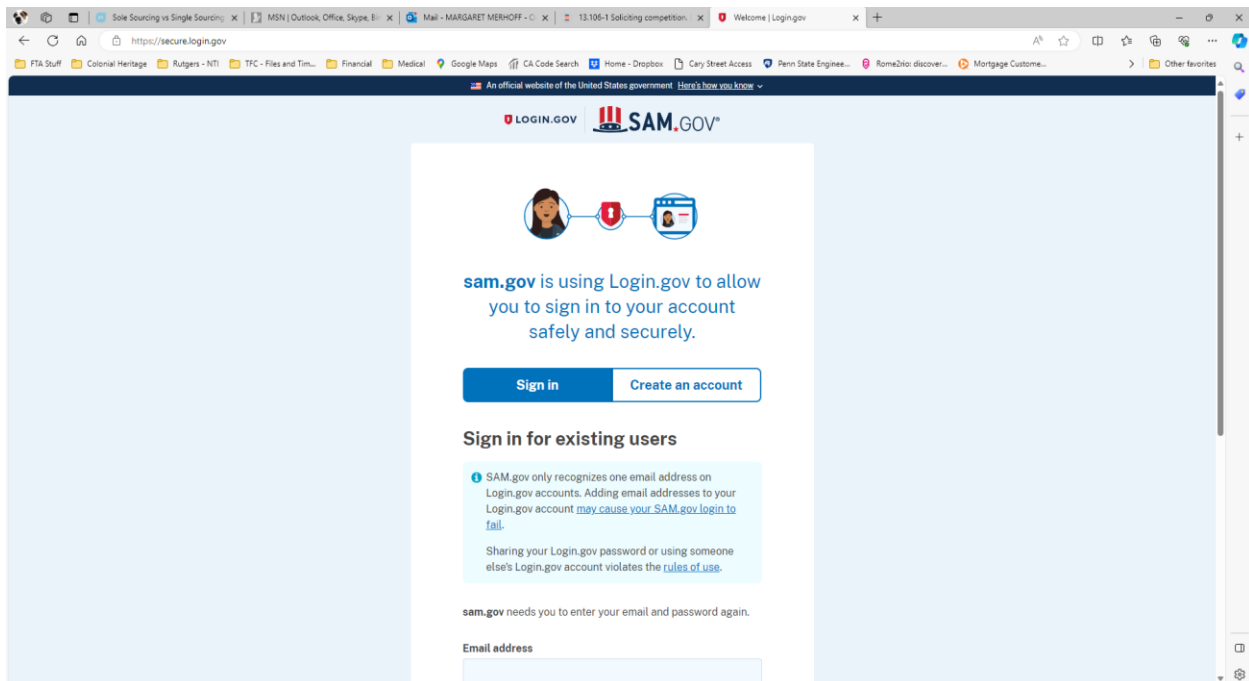 Sole Sourcing vs Single Sourcing
MSN | Outlook, Office, Skype, Bi
Mail - MARGARET MERHOFF - O
13.106-1 Soliciting competition.
Welcome | Login.gov
https://secure.login.gov
FTA Stuff
Colonial Heritage
Rutgers - NTI
TFC - Files and Tim...
Financial
Medical
Google Maps
CA Code Search
Home - Dropbox
Cary Street Access
Penn State Enginee...
Rome2rio: discover...
Mortgage Custome...
Other favorites
An official website of the United States government Here's how you know
LOGIN.GOV
SAM.GOV®
sam.gov is using Login.gov to allow
you to sign in to your account
safely and securely.
Sign in
Create an account
Sign in for existing users
SAM.gov only recognizes one email address on
Login.gov accounts. Adding email addresses to your
Login.gov account may cause your SAM.gov login to
fail.
Sharing your Login.gov password or using someone
else's Login.gov account violates the rules of use.
sam.gov needs you to enter your email and password again.
Email address